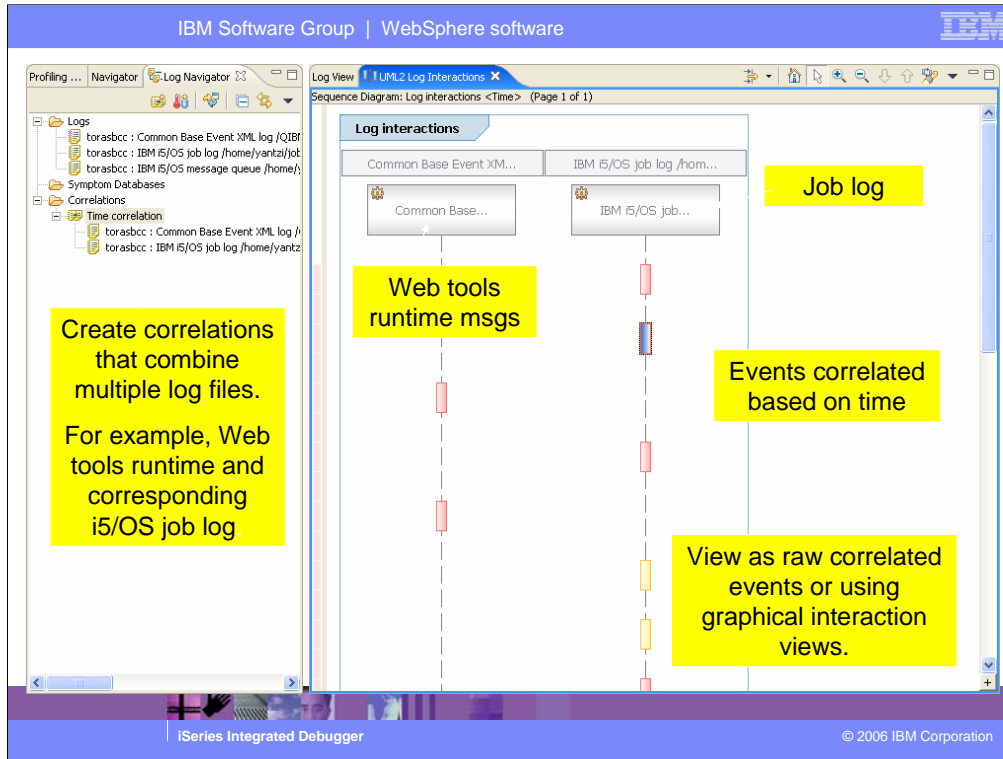 IBM Software Group | WebSphere software
IBM
Profiling ... Navigator Log Navigator
Logs
torasbcc : Common Base Event XML log /QIBM
torasbcc : IBM i5/OS job log /home/yantzi/job
torasbcc : IBM i5/OS message queue /home/y
Symptom Databases
Correlations
Time correlation
torasbcc : Common Base Event XML log /
torasbcc : IBM i5/OS job log /home/yantz
Create correlations
that combine
multiple log files.
For example, Web
tools runtime and
corresponding
i5/OS job log.
Log View UML2 Log Interactions
Sequence Diagram: Log interactions <Time> (Page 1 of 1)
Log interactions
Common Base Event XM...
IBM i5/OS job log /hom...
Common Base...
IBM i5/OS job...
Job log
Web tools
runtime msgs
Events correlated
based on time
View as raw correlated
events or using
graphical interaction
views.
iSeries Integrated Debugger
© 2006 IBM Corporation